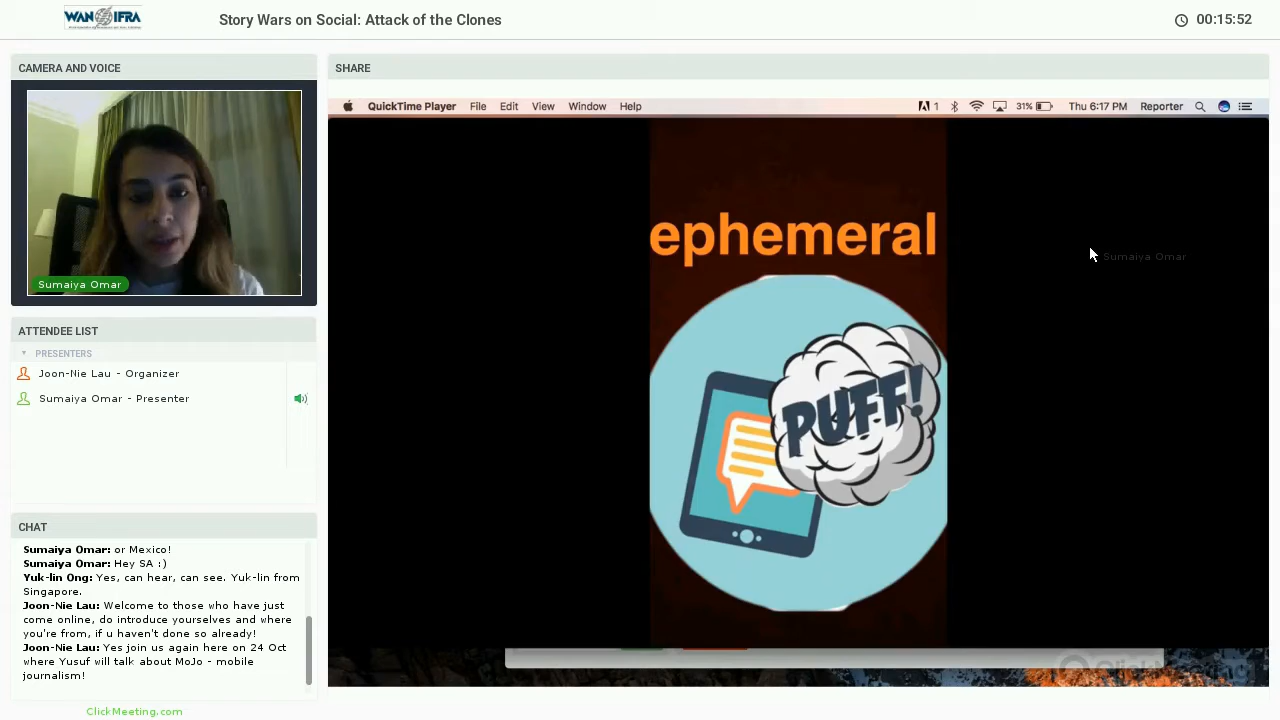 WAN IFRA
Story Wars on Social: Attack of the Clones
00:15:52
CAMERA AND VOICE
Sumaiya Omar
ATTENDEE LIST
PRESENTERS
Joon-Nie Lau - Organizer
Sumaiya Omar - Presenter
CHAT
Sumaiya Omar: or Mexico!
Sumaiya Omar: Hey SA :)
Yuk-lin Ong: Yes, can hear, can see. Yuk-lin from
Singapore.
Joon-Nie Lau: Welcome to those who have just
come online, do introduce yourselves and where
you're from, if u haven't done so already!
Joon-Nie Lau: Yes join us again here on 24 Oct
where Yusuf will talk about MoJo - mobile
journalism!
ClickMeeting.com
SHARE
QuickTime Player File Edit View Window Help 1 31% Thu 6:17 PM Reporter
ephemeral
PUFF!
Sumaiya Omar
ClickMeeting